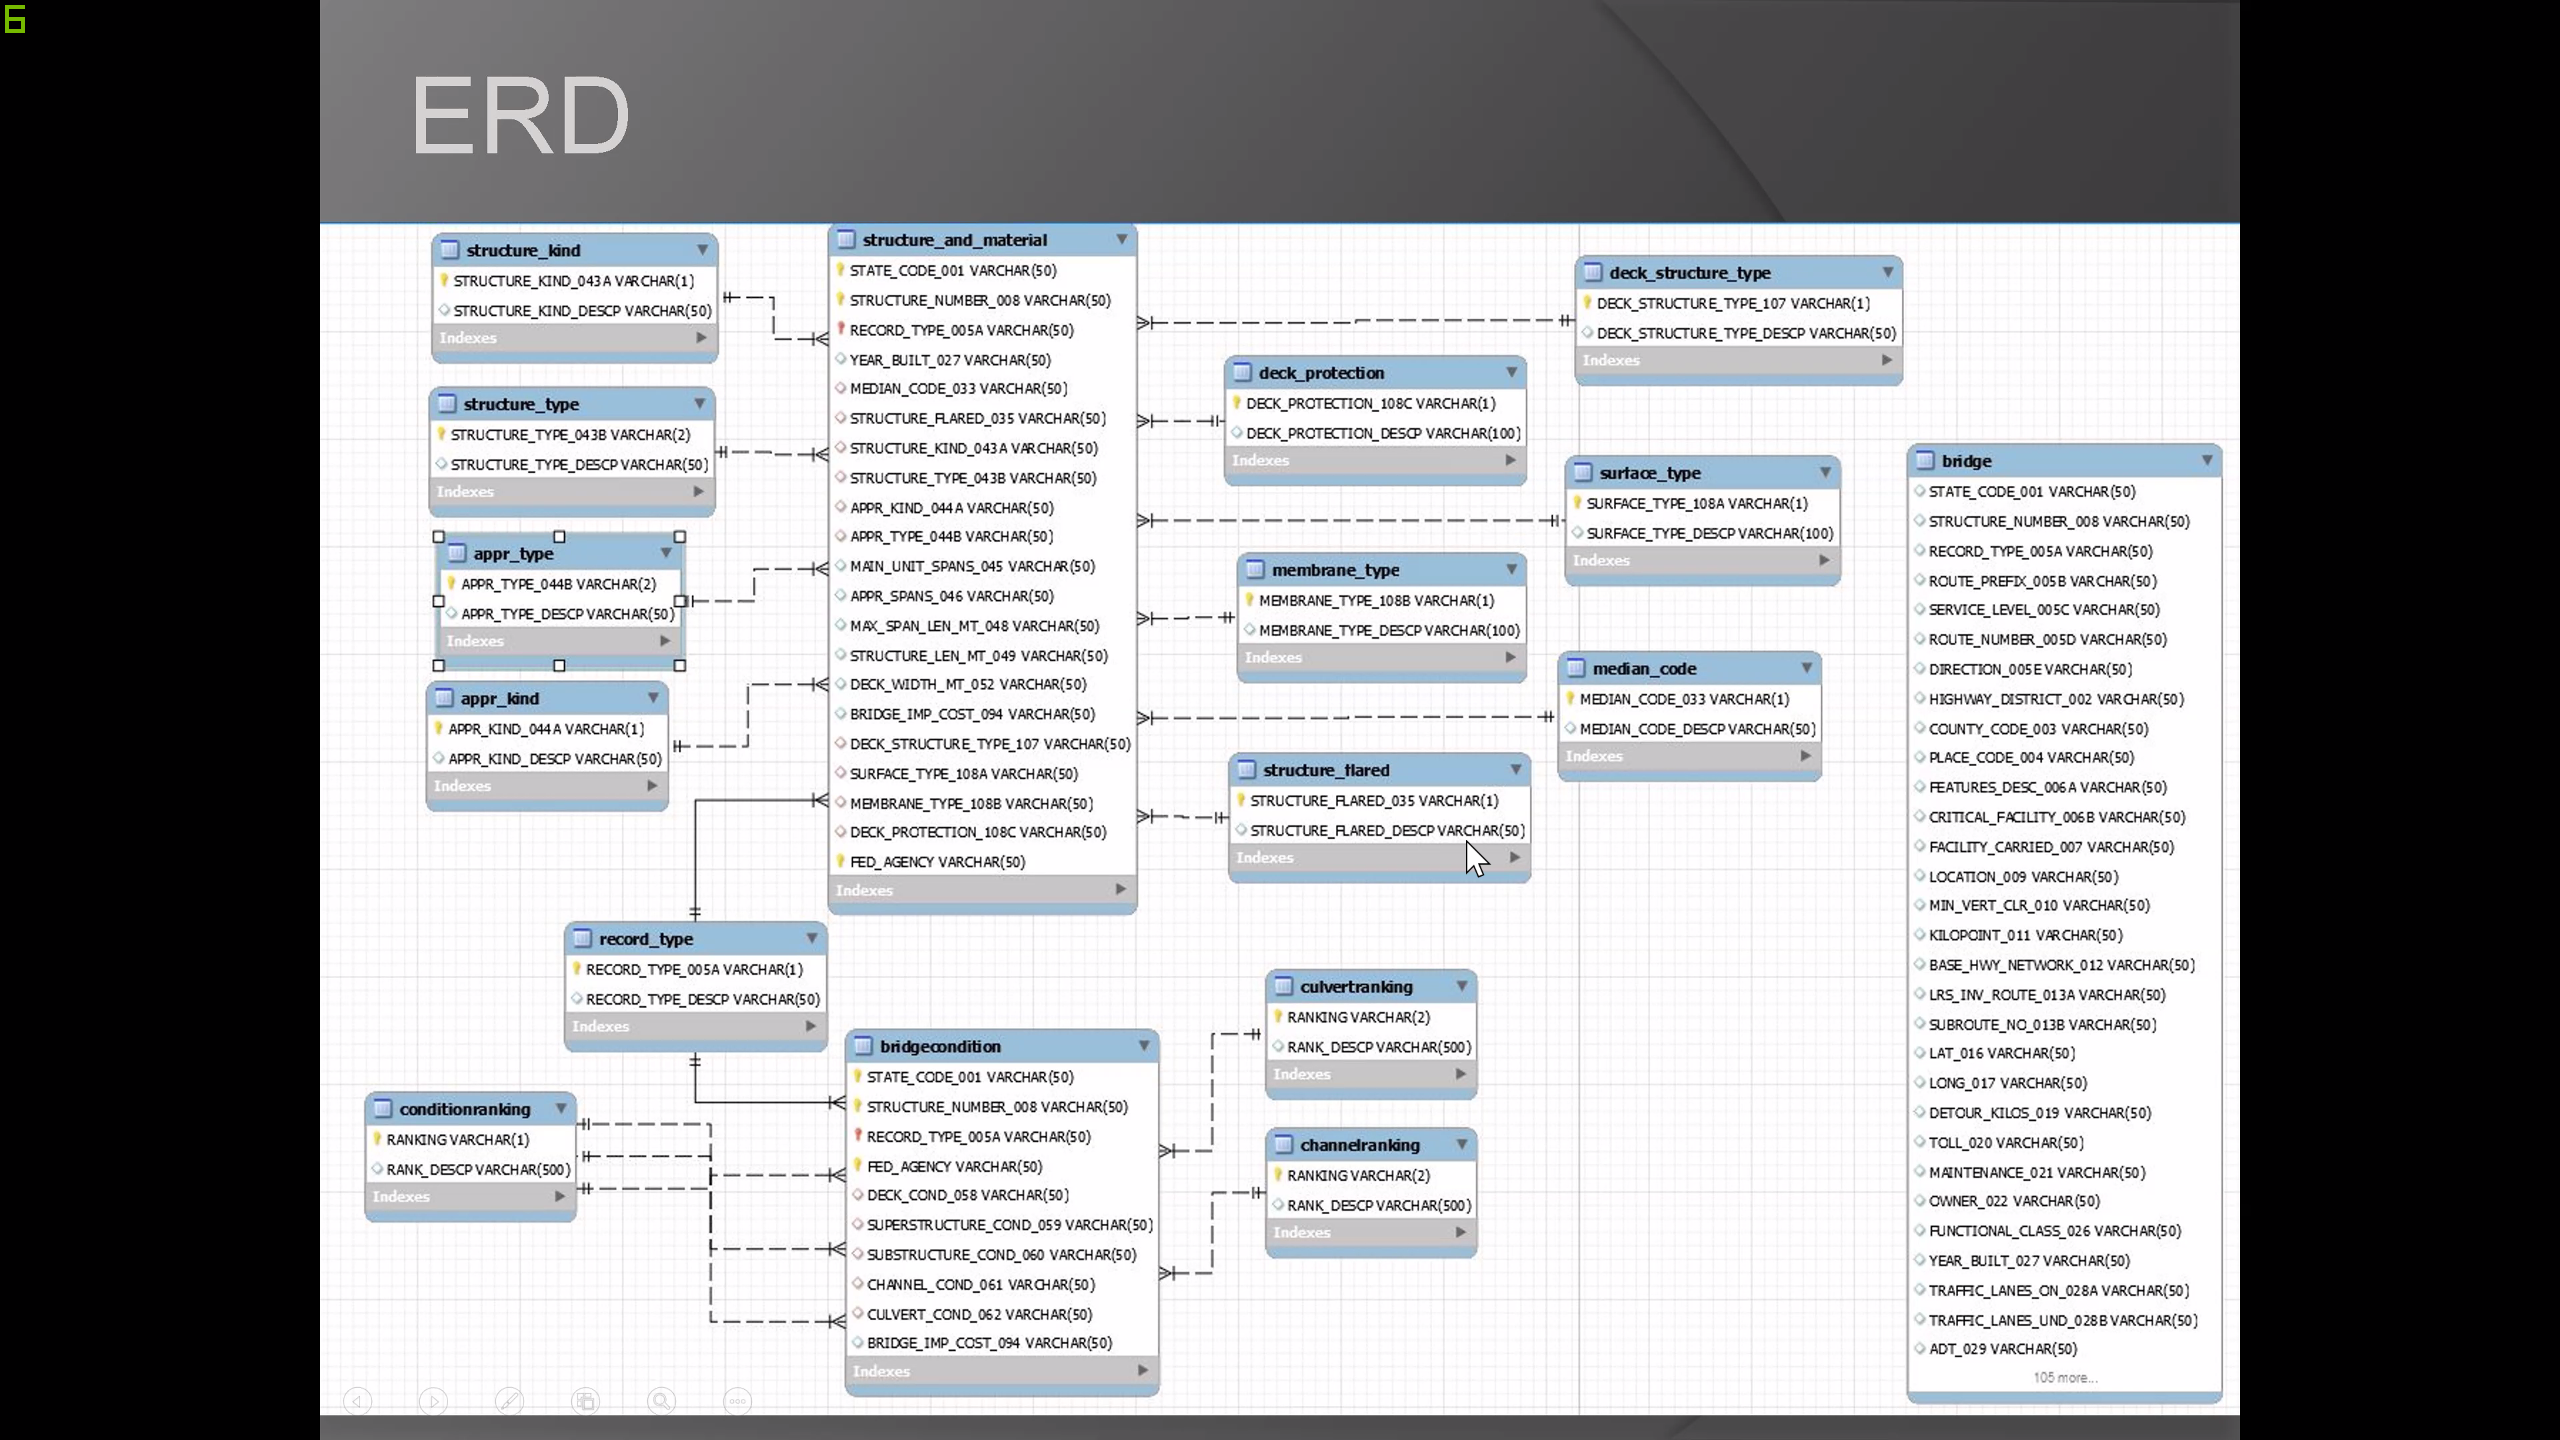 6
ERD
structure_kind
STRUCTURE_KIND_043A VARCHAR(1)
STRUCTURE_KIND_DESCP VARCHAR(50)
Indexes
structure_type
STRUCTURE_TYPE_043B VARCHAR(2)
STRUCTURE_TYPE_DESCP VARCHAR(50)
Indexes
appr_type
APPR_TYPE_044B VARCHAR(2)
APPR_TYPE_DESCP VARCHAR(50)
Indexes
appr_kind
APPR_KIND_044A VARCHAR(1)
APPR_KIND_DESCP VARCHAR(50)
Indexes
structure_and_material
STATE_CODE_001 VARCHAR(50)
STRUCTURE_NUMBER_008 VARCHAR(50)
RECORD_TYPE_005A VARCHAR(50)
YEAR_BUILT_027 VARCHAR(50)
MEDIAN_CODE_033 VARCHAR(50)
STRUCTURE_FLARED_035 VARCHAR(50)
STRUCTURE_KIND_043A VARCHAR(50)
STRUCTURE_TYPE_043B VARCHAR(50)
APPR_KIND_044A VARCHAR(50)
APPR_TYPE_044B VARCHAR(50)
MAIN_UNIT_SPANS_045 VARCHAR(50)
APPR_SPANS_046 VARCHAR(50)
MAX_SPAN_LEN_MT_048 VARCHAR(50)
STRUCTURE_LEN_MT_049 VARCHAR(50)
DECK_WIDTH_MT_052 VARCHAR(50)
BRIDGE_IMP_COST_094 VARCHAR(50)
DECK_STRUCTURE_TYPE_107 VARCHAR(50)
SURFACE_TYPE_108A VARCHAR(50)
MEMBRANE_TYPE_108B VARCHAR(50)
DECK_PROTECTION_108C VARCHAR(50)
FED_AGENCY VARCHAR(50)
Indexes
deck_structure_type
DECK_STRUCTURE_TYPE_107 VARCHAR(1)
DECK_STRUCTURE_TYPE_DESCP VARCHAR(50)
Indexes
deck_protection
DECK_PROTECTION_108C VARCHAR(1)
DECK_PROTECTION_DESCP VARCHAR(100)
Indexes
surface_type
SURFACE_TYPE_108A VARCHAR(1)
SURFACE_TYPE_DESCP VARCHAR(100)
Indexes
membrane_type
MEMBRANE_TYPE_108B VARCHAR(1)
MEMBRANE_TYPE_DESCP VARCHAR(100)
Indexes
median_code
MEDIAN_CODE_033 VARCHAR(1)
MEDIAN_CODE_DESCP VARCHAR(50)
Indexes
structure_flared
STRUCTURE_FLARED_035 VARCHAR(1)
STRUCTURE_FLARED_DESCP VARCHAR(50)
Indexes
record_type
RECORD_TYPE_005A VARCHAR(1)
RECORD_TYPE_DESCP VARCHAR(50)
Indexes
conditionranking
RANKING VARCHAR(1)
RANK_DESCP VARCHAR(500)
Indexes
bridgecondition
STATE_CODE_001 VARCHAR(50)
STRUCTURE_NUMBER_008 VARCHAR(50)
RECORD_TYPE_005A VARCHAR(50)
FED_AGENCY VARCHAR(50)
DECK_COND_058 VARCHAR(50)
SUPERSTRUCTURE_COND_059 VARCHAR(50)
SUBSTRUCTURE_COND_060 VARCHAR(50)
CHANNEL_COND_061 VARCHAR(50)
CULVERT_COND_062 VARCHAR(50)
BRIDGE_IMP_COST_094 VARCHAR(50)
Indexes
culvertranking
RANKING VARCHAR(2)
RANK_DESCP VARCHAR(500)
Indexes
channelranking
RANKING VARCHAR(2)
RANK_DESCP VARCHAR(500)
Indexes
bridge
STATE_CODE_001 VARCHAR(50)
STRUCTURE_NUMBER_008 VARCHAR(50)
RECORD_TYPE_005A VARCHAR(50)
ROUTE_PREFIX_005B VARCHAR(50)
SERVICE_LEVEL_005C VARCHAR(50)
ROUTE_NUMBER_005D VARCHAR(50)
DIRECTION_005E VARCHAR(50)
HIGHWAY_DISTRICT_002 VARCHAR(50)
COUNTY_CODE_003 VARCHAR(50)
PLACE_CODE_004 VARCHAR(50)
FEATURES_DESC_006A VARCHAR(50)
CRITICAL_FACILITY_006B VARCHAR(50)
FACILITY_CARRIED_007 VARCHAR(50)
LOCATION_009 VARCHAR(50)
MIN_VERT_CLR_010 VARCHAR(50)
KILOPOINT_011 VARCHAR(50)
BASE_HWY_NETWORK_012 VARCHAR(50)
LRS_INV_ROUTE_013A VARCHAR(50)
SUBROUTE_NO_013B VARCHAR(50)
LAT_016 VARCHAR(50)
LONG_017 VARCHAR(50)
DETOUR_KILOS_019 VARCHAR(50)
TOLL_020 VARCHAR(50)
MAINTENANCE_021 VARCHAR(50)
OWNER_022 VARCHAR(50)
FUNCTIONAL_CLASS_026 VARCHAR(50)
YEAR_BUILT_027 VARCHAR(50)
TRAFFIC_LANES_ON_028A VARCHAR(50)
TRAFFIC_LANES_UND_028B VARCHAR(50)
ADT_029 VARCHAR(50)
105 more...